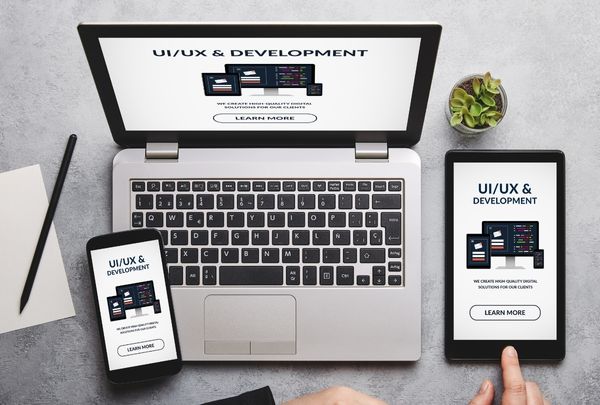 UI/UX & DEVELOPMENT
WE CREATE HIGH-QUALITY DIGITAL
SOLUTIONS FOR OUR CLIENTS
LEARN MORE
UI/UX &
DEVELOPMENT
WE CREATE HIGH-QUALITY DIGITAL
SOLUTIONS FOR OUR CLIENTS
LEARN MORE
UI/UX &
DEVELOPMENT
WE CREATE HIGH-QUALITY DIGITAL
SOLUTIONS FOR OUR CLIENTS
LEARN MORE
Q W E R T Y U I O P
A S D F G H J K L Ñ
Z X C V B N M